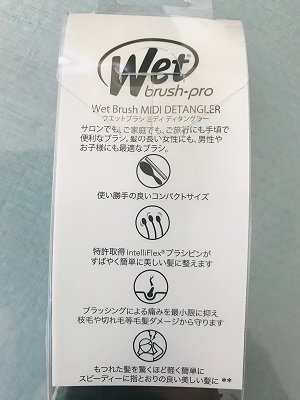 Wet
brush-pro
Wet Brush MIDI DETANGLER
ウエットブラシ ミディ ディタングラー
サロンでも、ご家庭でも、ご旅行にも手頃で
便利なブラシ。髪の長い女性にも、男性や
お子様にも最適なブラシ。
使い勝手の良いコンパクトサイズ
特許取得 IntelliFlex® ブラシピンが
すばやく簡単に美しい髪に整えます
ブラッシングによる痛みを最小限に抑え
枝毛や切れ毛等毛髪ダメージから守ります
もつれた髪を驚くほど軽く簡単に
スピーディーに指とおりの良い美しい髪に **